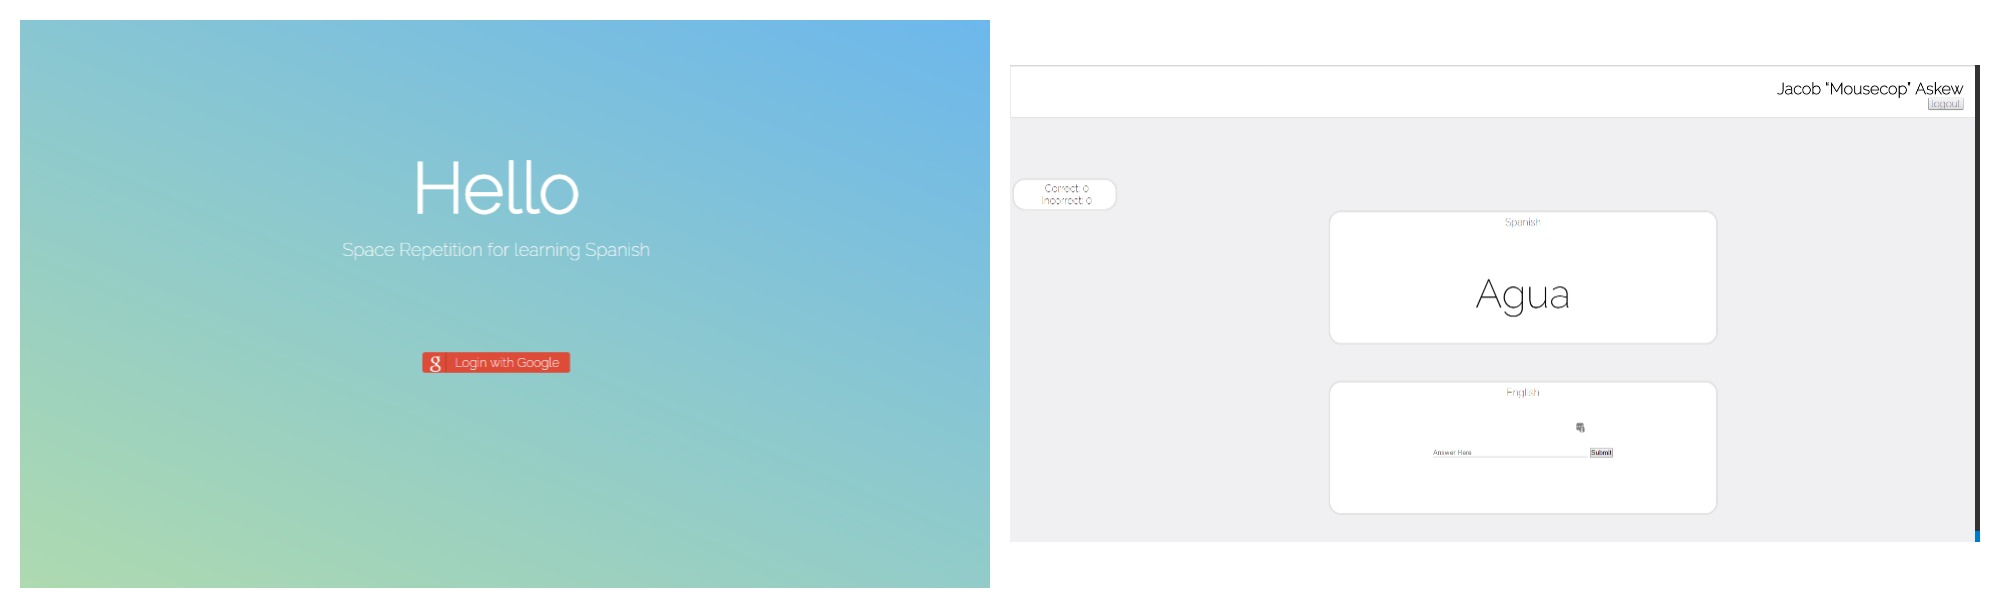 Hello
Space Repetition for learning Spanish
g Login with Google
Jacob “Mousecop” Askew
logout
Correct: 0
Incorrect: 0
Spanish
Agua
English
Answer Here Submit